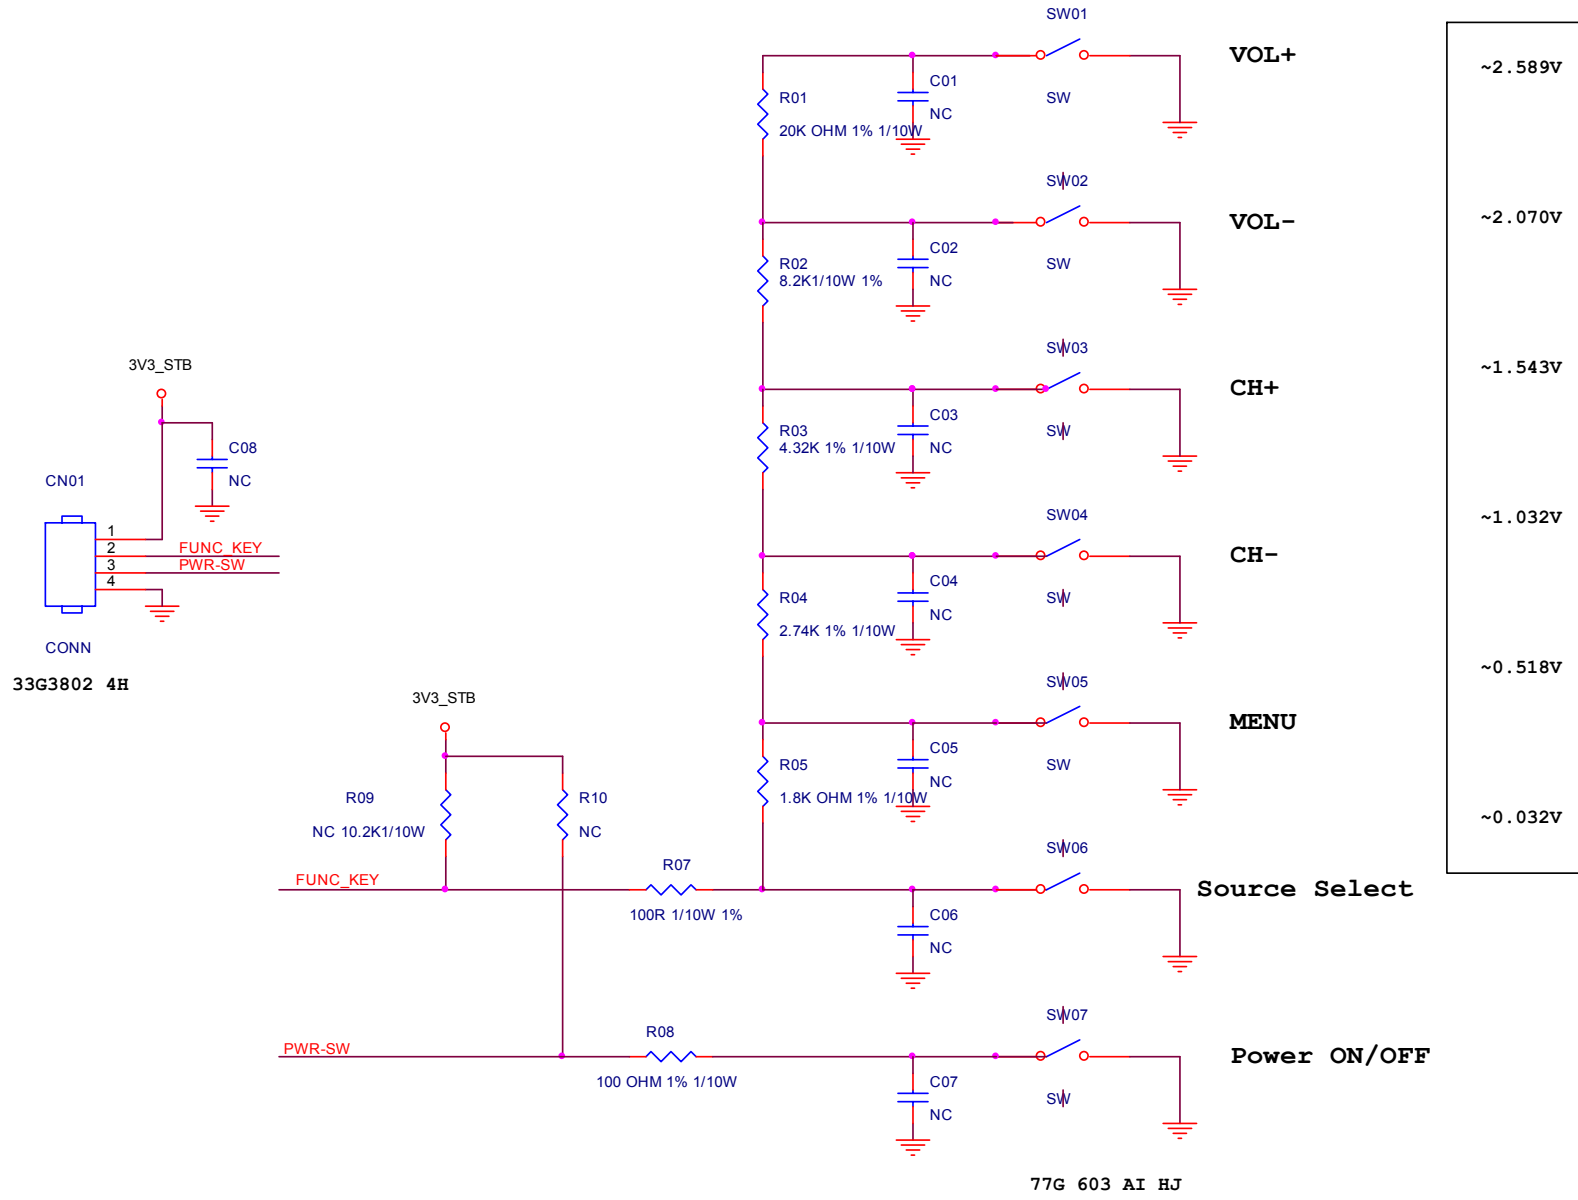 SW01
VOL+
~2.589V
C01
R01
SW
NC
20K OHM 1% 1/10W
SW02
VOL-
~2.070V
C02
R02
SW
8.2K1/10W 1%
NC
SW03
3V3_STB
~1.543V
CH+
C03
R03
SW
4.32K 1% 1/10W
NC
C08
CN01
NC
SW04
~1.032V
1
2
FUNC_KEY
CH-
3
PWR-SW
4
C04
R04
SW
NC
2.74K 1% 1/10W
CONN
33G3802 4H
SW05
~0.518V
3V3_STB
MENU
C05
R05
SW
NC
R09
R10
1.8K OHM 1% 1/10W
~0.032V
NC 10.2K1/10W
NC
SW06
R07
FUNC_KEY
Source Select
100R 1/10W 1%
C06
NC
SW07
R08
PWR-SW
Power ON/OFF
100 OHM 1% 1/10W
C07
SW
NC
77G 603 AI HJ